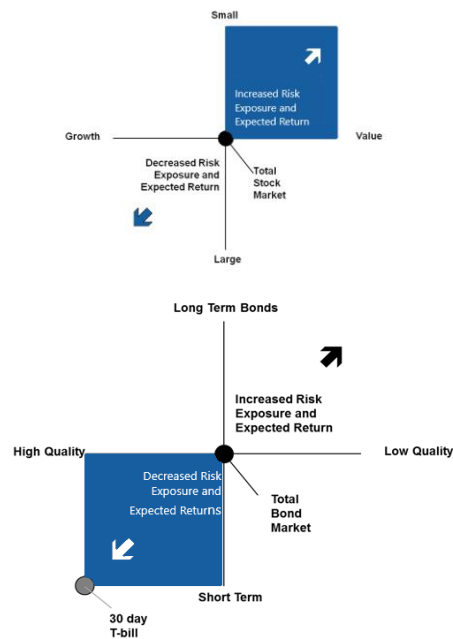 Small
Increased Risk
Exposure and
Expected Return
Growth
Value
Decreased Risk
Exposure and
Expected Return
Total
Stock
Market
Large
Long Term Bonds
Increased Risk
Exposure and
Expected Return
High Quality
Low Quality
Decreased Risk
Exposure and
Expected Returns
Total
Bond
Market
Short Term
30 day
T-bill